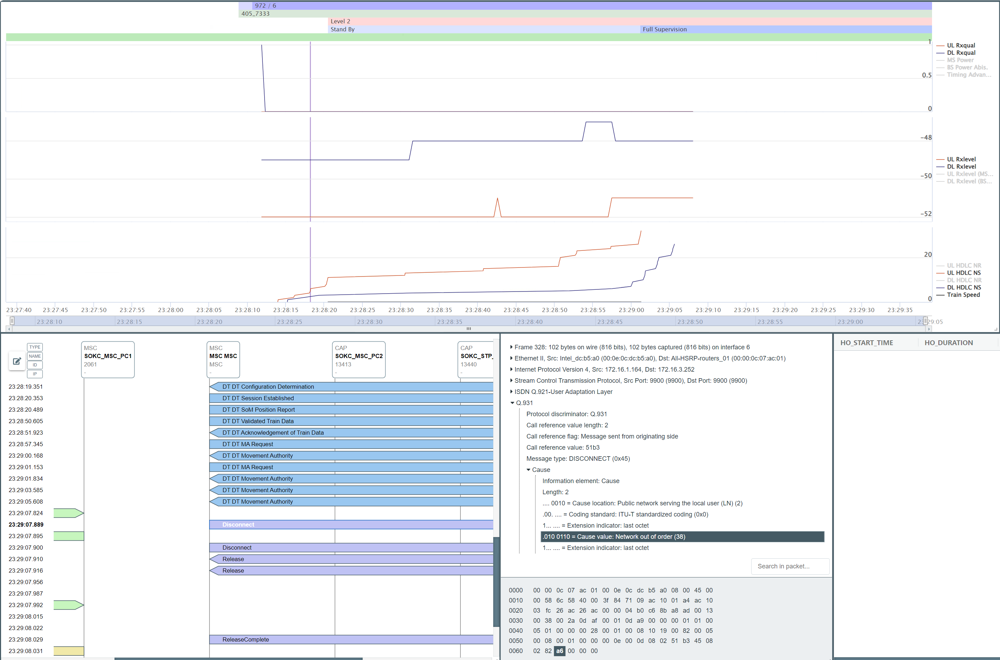 972 / 6
405_7333
Level 2
Stand By
Full Supervision
1
0.5
0
UL Rxqual
DL Rxqual
MS Power
BS Power Abis.
Timing Advan...
-48
-50
-52
UL Rxlevel
DL Rxlevel
UL Rxlevel (MS...
DL Rxlevel (BS...
20
0
UL HDLC NR
UL HDLC NS
DL HDLC NR
DL HDLC NS
Train Speed
23:27:40 23:27:45 23:27:50 23:27:55 23:28:00 23:28:05 23:28:10 23:28:15 23:28:20 23:28:25 23:28:30 23:28:35 23:28:40 23:28:45 23:28:50 23:28:55 23:29:00 23:29:05 23:29:10 23:29:15 23:29:20 23:29:25 23:29:30 23:29:35
23:28:10 23:28:15 23:28:20 23:28:25 23:28:30 23:28:35 23:28:40 23:28:45 23:28:50 23:28:55 23:29:00 23:29:05
TYPE
NAME
ID
IP
MSC
SOKC_MSC_PC1
2061
-
MSC
MSC MSC
MSC
-
CAP
SOKC_MSC_PC2
13413
-
CAP
SOKC_STP_
13440
-
23:28:19.351 DT DT Configuration Determination
23:28:20.353 DT DT Session Established
23:28:20.489 DT DT SoM Position Report
23:28:50.605 DT DT Validated Train Data
23:28:51.923 DT DT Acknowledgement of Train Data
23:28:57.345 DT DT MA Request
23:29:00.168 DT DT Movement Authority
23:29:01.153 DT DT MA Request
23:29:01.834 DT DT Movement Authority
23:29:03.585 DT DT Movement Authority
23:29:05.608 DT DT Movement Authority
23:29:07.824
23:29:07.889 Disconnect
23:29:07.895
23:29:07.900 Disconnect
23:29:07.910 Release
23:29:07.916 Release
23:29:07.956
23:29:07.987
23:29:07.992
23:29:08.015
23:29:08.022
23:29:08.029 ReleaseComplete
23:29:08.031
Frame 328: 102 bytes on wire (816 bits), 102 bytes captured (816 bits) on interface 6
Ethernet II, Src: Intel_dc:b5:a0 (00:0e:0c:dc:b5:a0), Dst: All-HSRP-routers_01 (00:00:0c:07:ac:01)
Internet Protocol Version 4, Src: 172.16.1.164, Dst: 172.16.3.252
Stream Control Transmission Protocol, Src Port: 9900 (9900), Dst Port: 9900 (9900)
ISDN Q.921-User Adaptation Layer
Q.931
Protocol discriminator: Q.931
Call reference value length: 2
Call reference flag: Message sent from originating side
Call reference value: 51b3
Message type: DISCONNECT (0x45)
Cause
Information element: Cause
Length: 2
.... 0010 = Cause location: Public network serving the local user (LN) (2)
.00. .... = Coding standard: ITU-T standardized coding (0x0)
1... .... = Extension indicator: last octet
.010 0110 = Cause value: Network out of order (38)
1... .... = Extension indicator: last octet
Search in packet...
0000 00 00 0c 07 ac 01 00 0e 0c dc b5 a0 08 00 45 00
0010 00 58 6c 58 40 00 3f 84 71 09 ac 10 01 a4 ac 10
0020 03 fc 26 ac 26 ac 00 00 04 b0 c6 8b a8 ad 00 13
0030 00 38 00 2a 0d af 00 01 0d a9 00 00 00 01 01 00
0040 05 01 00 00 00 28 00 01 00 08 10 19 00 82 00 05
0050 00 08 00 01 00 00 00 0e 00 0d 08 02 51 b3 45 08
0060 02 82 a6 00 00 00
HO_START_TIME HO_DURATION